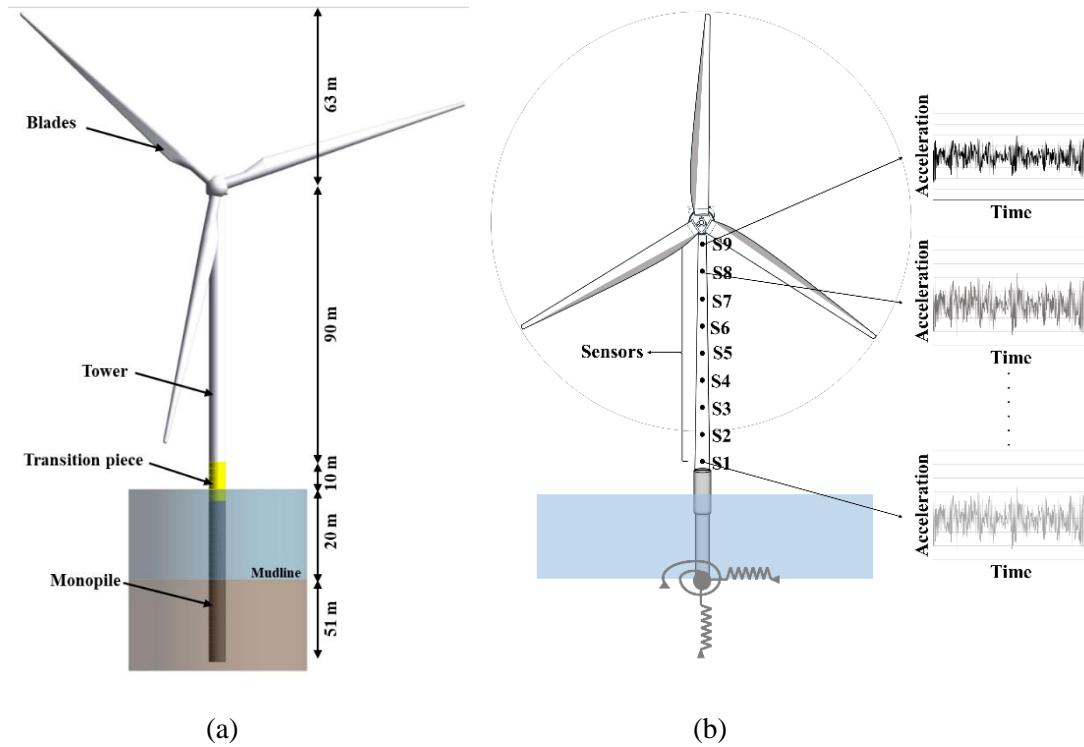 Blades
Tower
Transition piece
Monopile
Mudline
63 m
90 m
10 m
20 m
51 m
(a)
S9
S8
S7
S6
S5
S4
S3
S2
S1
Sensors
Acceleration
Time
Acceleration
Time
Acceleration
Time
(b)